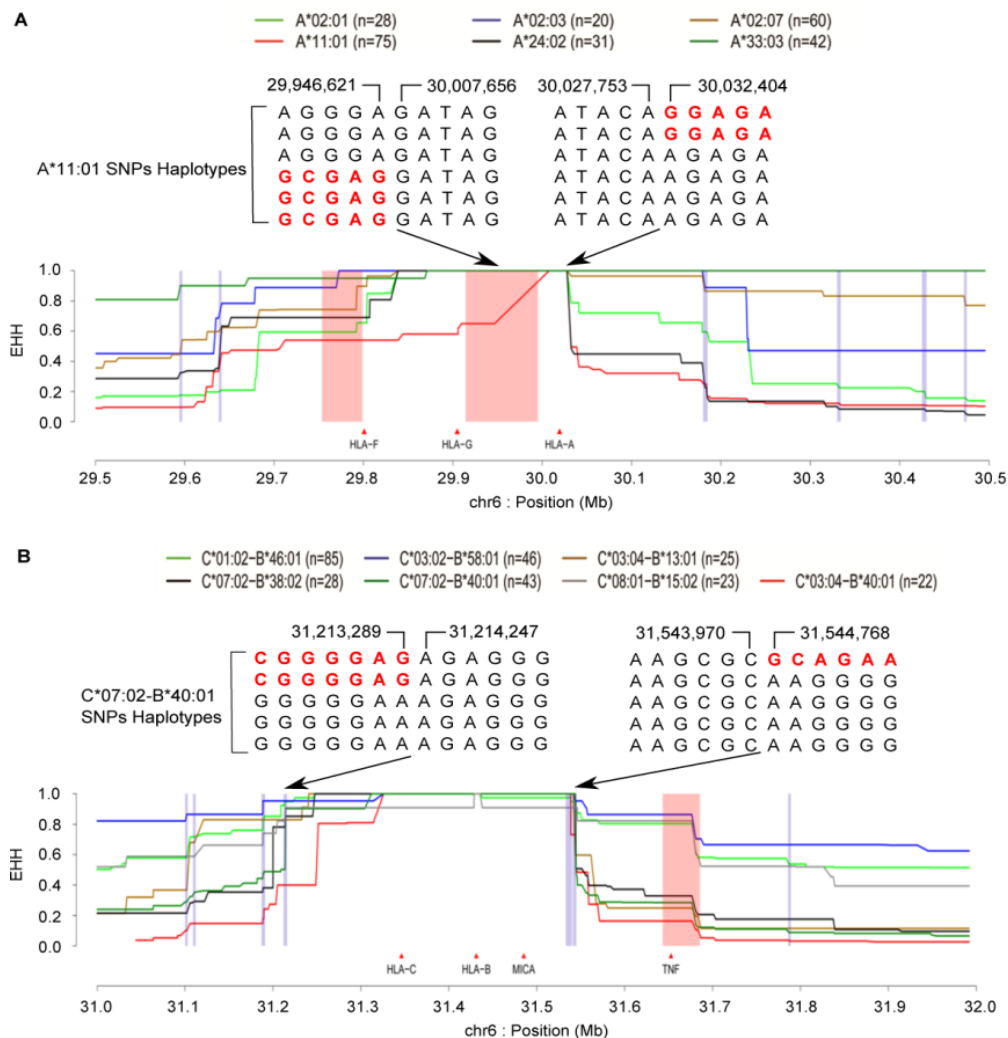 A
A*02:01 (n=28) A*02:03 (n=20) A*02:07 (n=60)
A*11:01 (n=75) A*24:02 (n=31) A*33:03 (n=42)
29,946,621 30,007,656 30,027,753 30,032,404
A G G G A G A T A G A T A C A G G A G A
A G G G A G A T A G A T A C A G G A G A
A G G G A G A T A G A T A C A A G A G A
A*11:01 SNPs Haplotypes
G C G A G G A T A G A T A C A A G A G A
G C G A G G A T A G A T A C A A G A G A
G C G A G G A T A G A T A C A A G A G A
EHH
1.0
0.8
0.6
0.4
0.2
0.0
HLA-F HLA-G HLA-A
29.5 29.6 29.7 29.8 29.9 30.0 30.1 30.2 30.3 30.4 30.5
chr6 : Position (Mb)
B
C*01:02-B*46:01 (n=85) C*03:02-B*58:01 (n=46) C*03:04-B*13:01 (n=25)
C*07:02-B*38:02 (n=28) C*07:02-B*40:01 (n=43) C*08:01-B*15:02 (n=23) C*03:04-B*40:01 (n=22)
31,213,289 31,214,247 31,543,970 31,544,768
C G G G G A G A G A G G G A A G C G C G C A G A A
C G G G G A G A G A G G G A A G C G C A A G G G G
C*07:02-B*40:01
SNPs Haplotypes
G G G G G A A A G A G G G A A G C G C A A G G G G
G G G G G A A A G A G G G A A G C G C A A G G G G
G G G G G A A A G A G G G A A G C G C A A G G G G
EHH
1.0
0.8
0.6
0.4
0.2
0.0
HLA-C HLA-B MICA TNF
31.0 31.1 31.2 31.3 31.4 31.5 31.6 31.7 31.8 31.9 32.0
chr6 : Position (Mb)